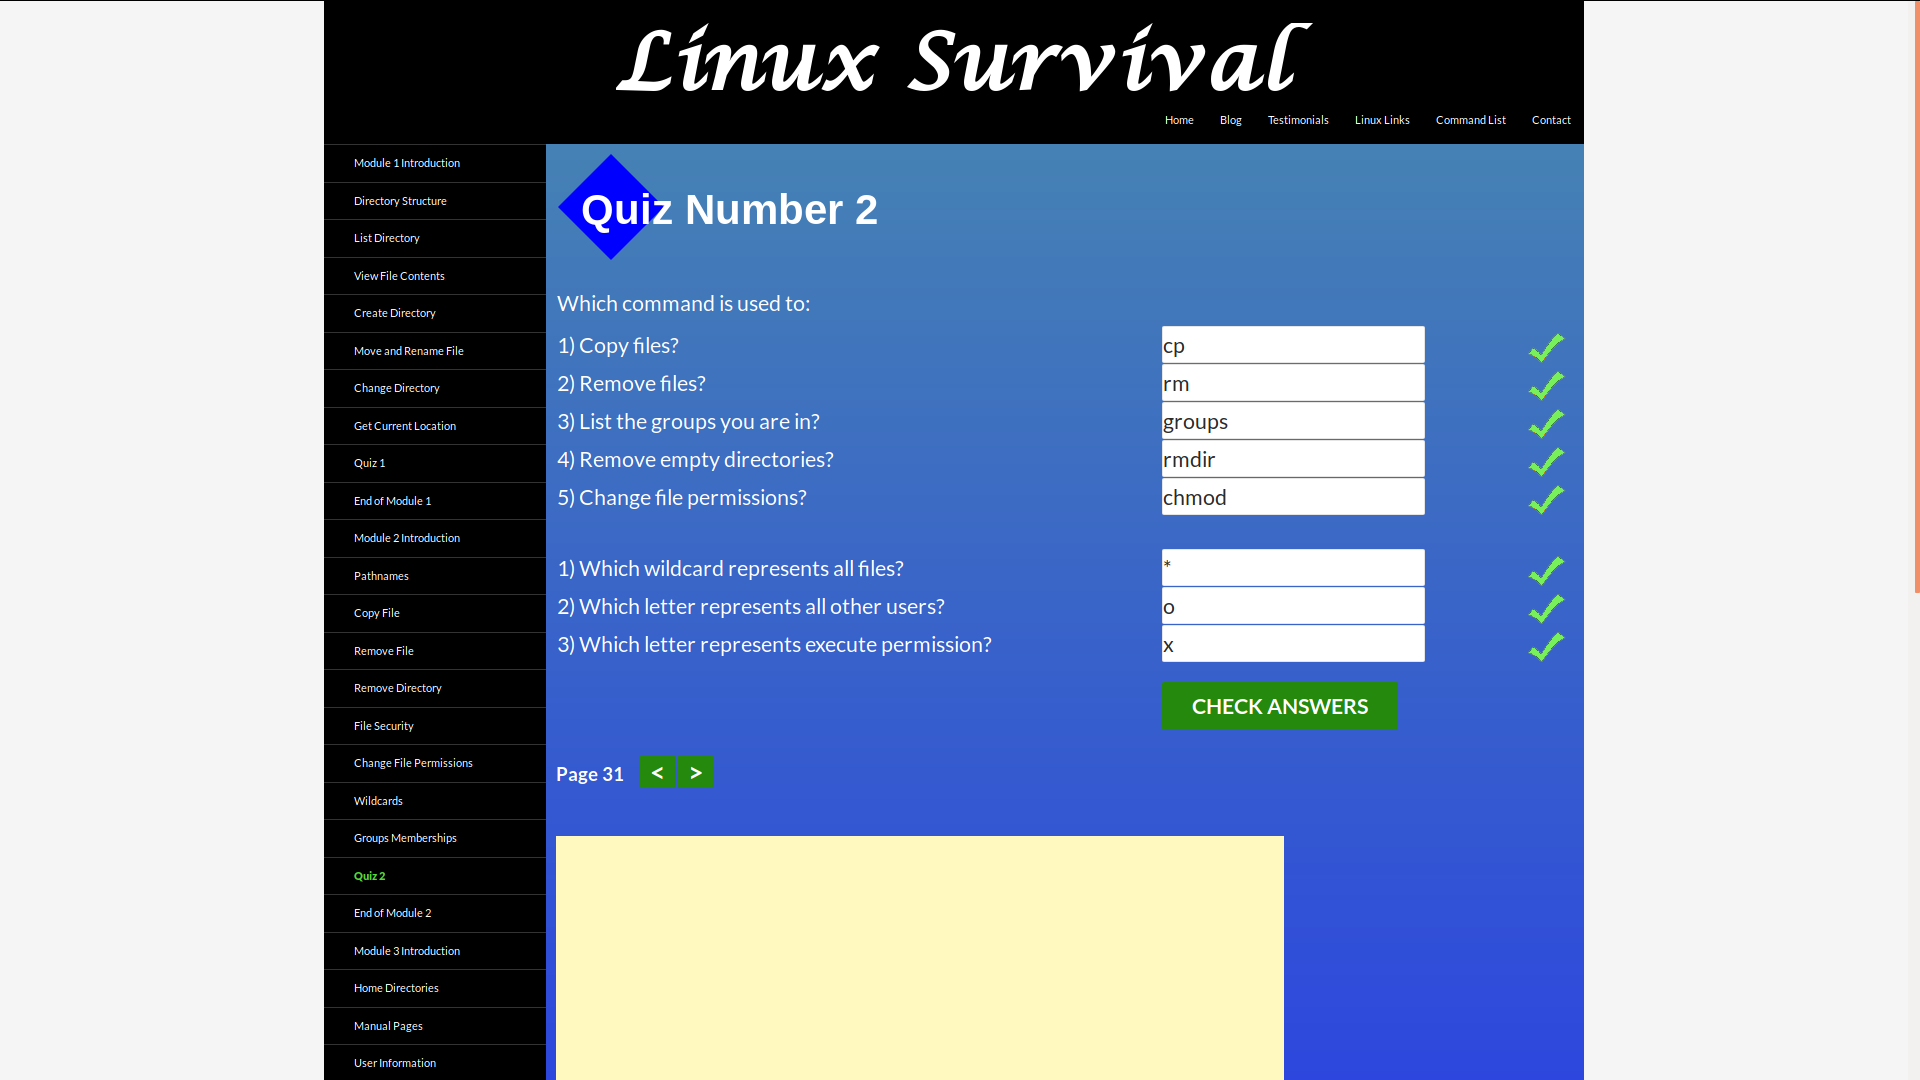 Linux Survival
Home Blog Testimonials Linux Links Command List Contact
Module 1 Introduction
Directory Structure
List Directory
View File Contents
Create Directory
Move and Rename File
Change Directory
Get Current Location
Quiz 1
End of Module 1
Module 2 Introduction
Pathnames
Copy File
Remove File
Remove Directory
File Security
Change File Permissions
Wildcards
Groups Memberships
Quiz 2
End of Module 2
Module 3 Introduction
Home Directories
Manual Pages
User Information
Quiz Number 2
Which command is used to:
1) Copy files? cp
2) Remove files? rm
3) List the groups you are in? groups
4) Remove empty directories? rmdir
5) Change file permissions? chmod
1) Which wildcard represents all files? *
2) Which letter represents all other users? o
3) Which letter represents execute permission? x
CHECK ANSWERS
Page 31 < >